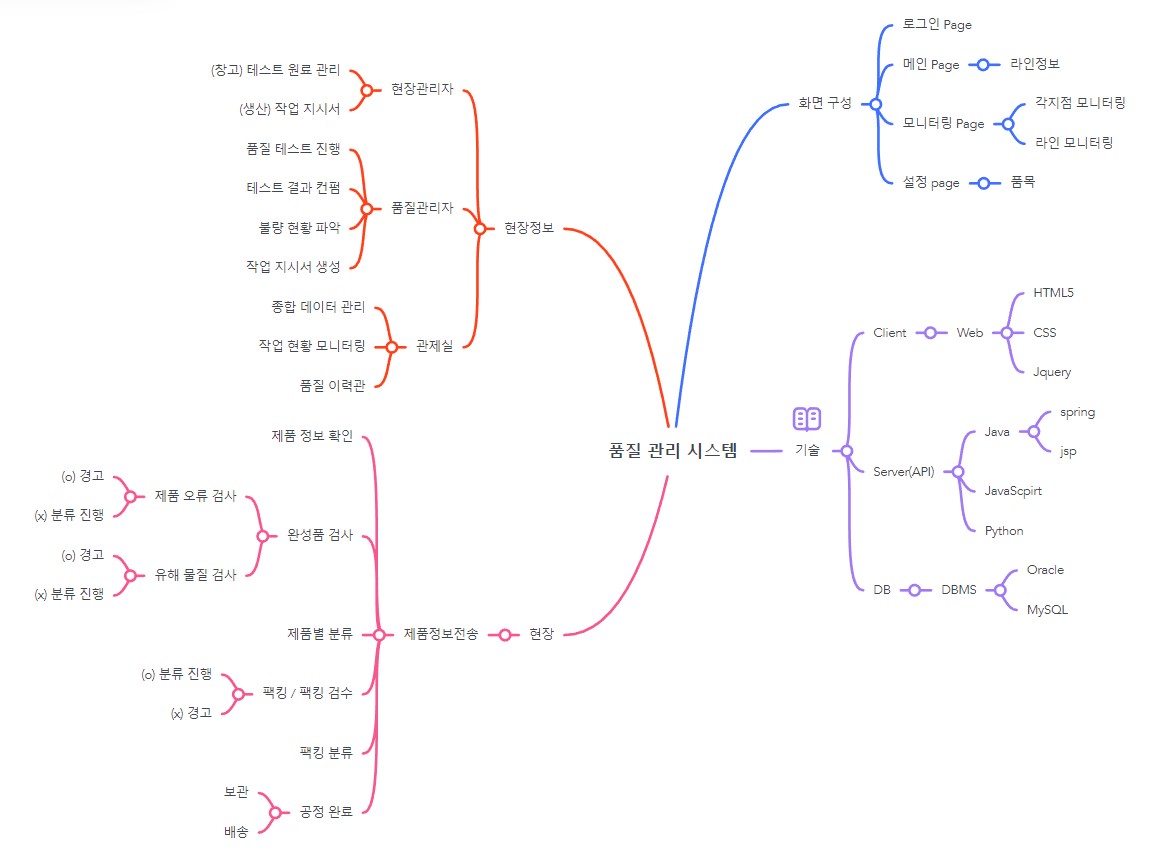 품질 관리 시스템
화면 구성
로그인 Page
메인 Page
라인정보
모니터링 Page
각지점 모니터링
라인 모니터링
설정 page
품목
기술
Client
Web
HTML5
CSS
Jquery
Server(API)
Java
spring
jsp
JavaScpirt
Python
DB
DBMS
Oracle
MySQL
현장정보
현장관리자
(창고) 테스트 원료 관리
(생산) 작업 지시서
품질관리자
품질 테스트 진행
테스트 결과 컨펌
불량 현황 파악
작업 지시서 생성
관제실
종합 데이터 관리
작업 현황 모니터링
품질 이력관
현장
제품정보전송
제품 정보 확인
완성품 검사
제품 오류 검사
(o) 경고
(x) 분류 진행
유해 물질 검사
(o) 경고
(x) 분류 진행
제품별 분류
팩킹 / 팩킹 검수
(o) 분류 진행
(x) 경고
팩킹 분류
공정 완료
보관
배송